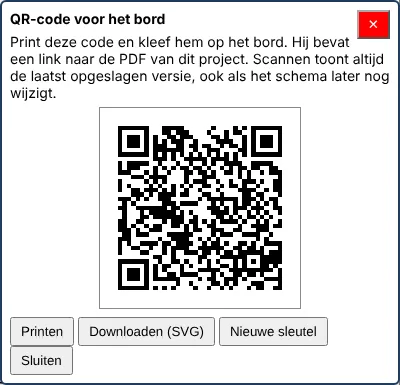 QR-code voor het bord
×
Print deze code en kleef hem op het bord. Hij bevat
een link naar de PDF van dit project. Scannen toont altijd
de laatst opgeslagen versie, ook als het schema later nog
wijzigt.
Printen
Downloaden (SVG)
Nieuwe sleutel
Sluiten